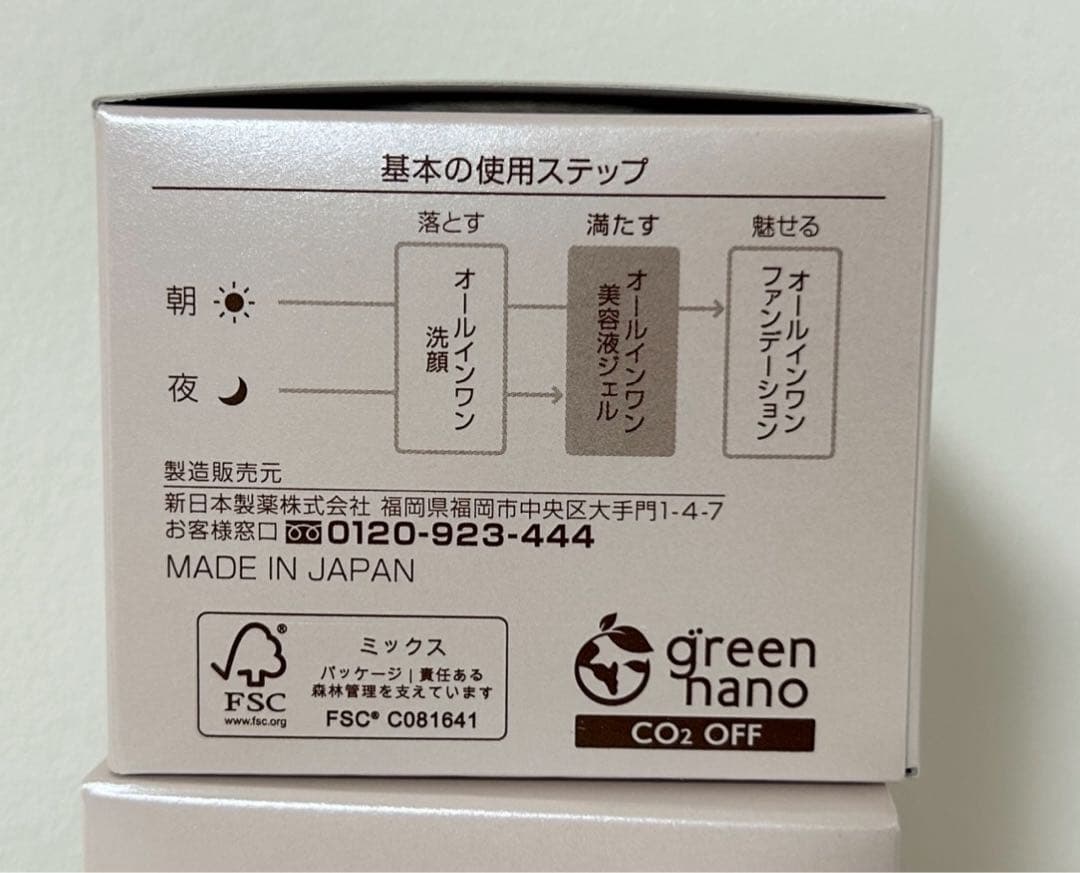 基本の使用ステップ
落とす 満たす 魅せる
朝
夜
オールインワン
洗顔
オールインワン
美容液ジェル
オールインワン
ファンデーション
製造販売元
新日本製薬株式会社 福岡県福岡市中央区大手門1-4-7
お客様窓口 0120-923-444
MADE IN JAPAN
FSC®
www.fsc.org
ミックス
パッケージ | 責任ある
森林管理を支えています
FSC® C081641
green
nano
CO2 OFF